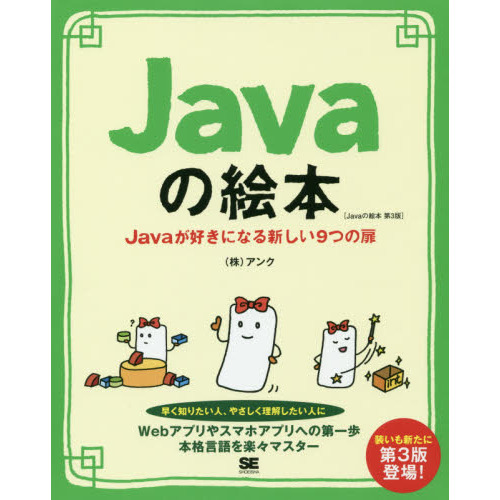 Java
の絵本
[Javaの絵本 第3版]
Javaが好きになる新しい9つの扉
(株)アンク
int
早く知りたい人、やさしく理解したい人に
Webアプリやスマホアプリへの第一歩
本格言語を楽々マスター
装いも新たに
第3版
登場!
SE
SHOEISHA